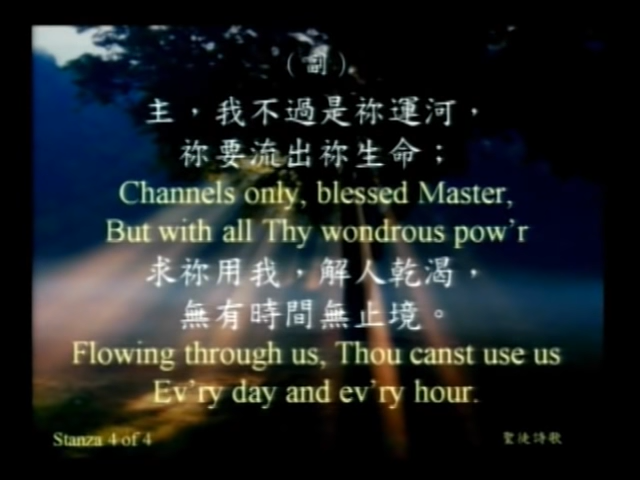 （副）
主，我不過是祢運河，
祢要流出祢生命；
Channels only, blessed Master,
But with all Thy wondrous pow'r
求祢用我，解人乾渴，
無有時間無止境。
Flowing through us, Thou canst use us
Ev'ry day and ev'ry hour.
Stanza 4 of 4
聖徒詩歌